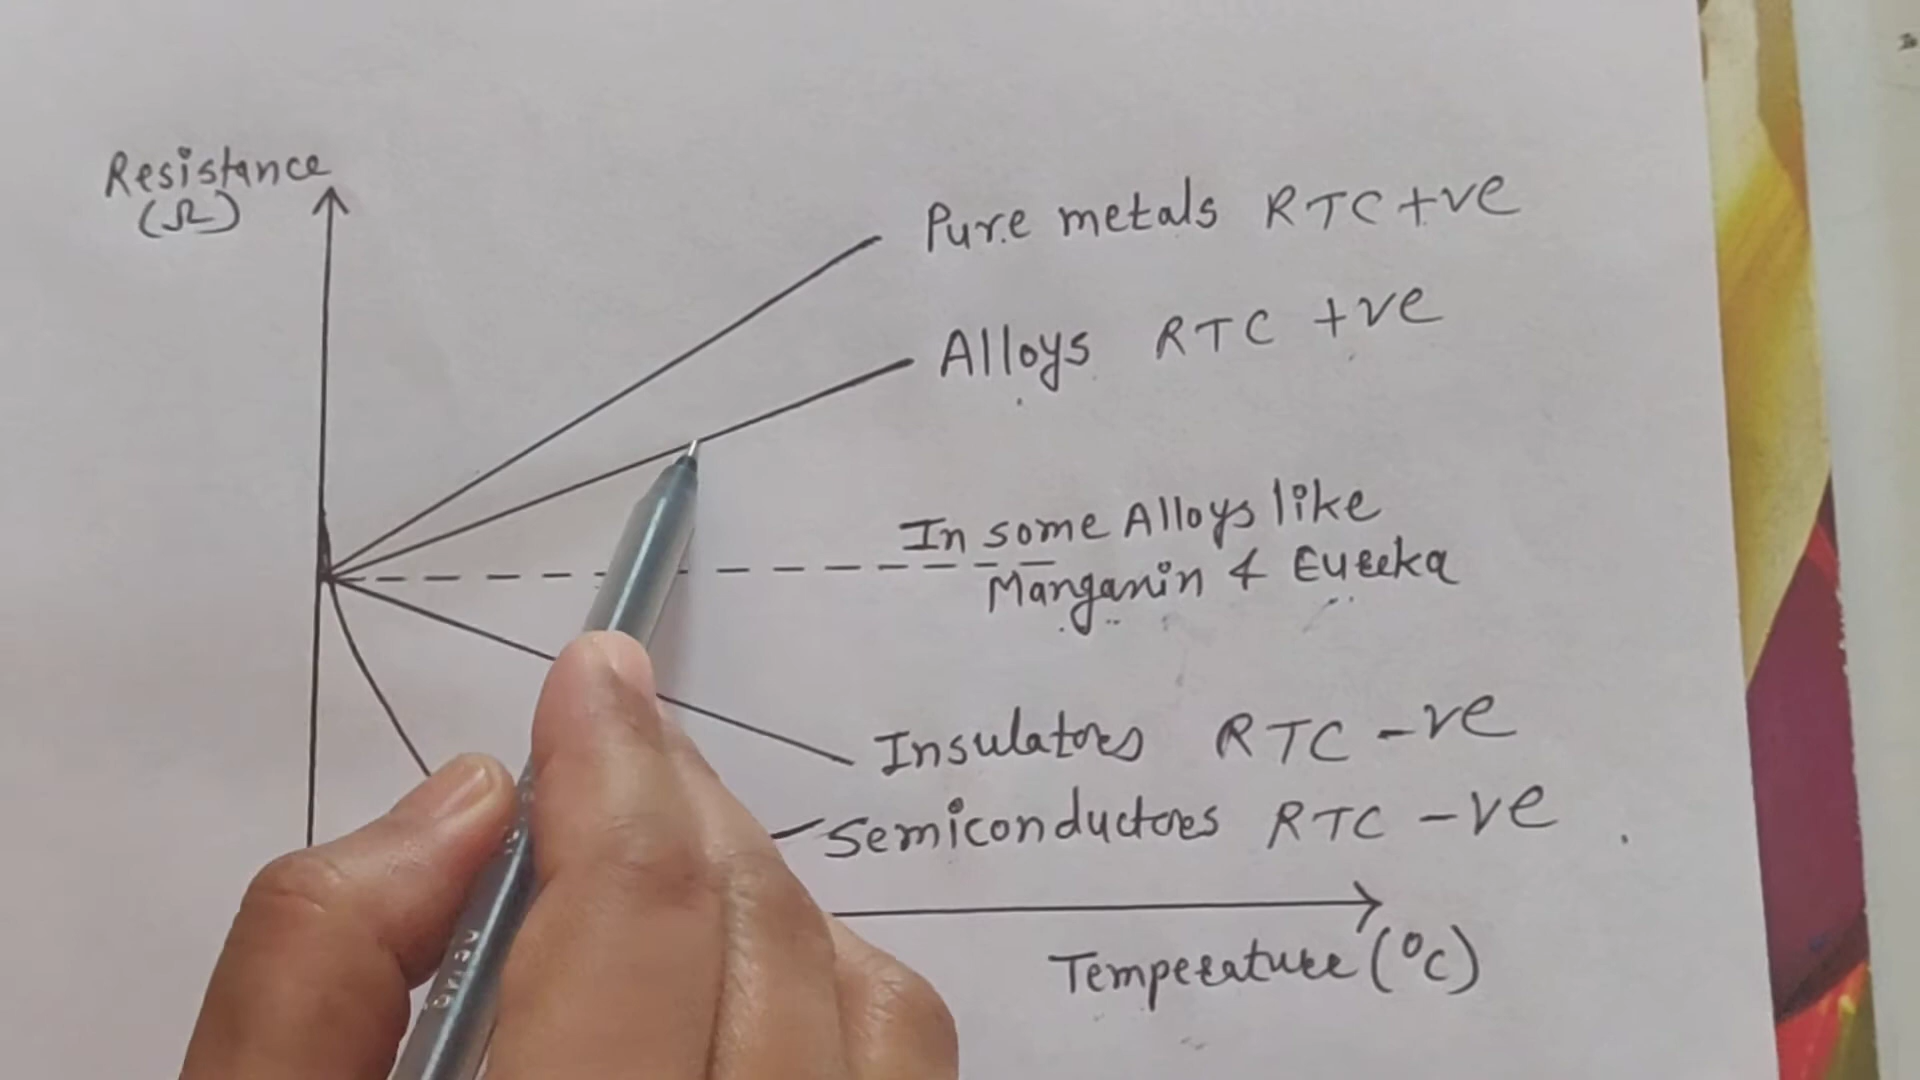 Resistance
(Ω)
Pure metals RTC +ve
Alloys RTC +ve
In some Alloys like
Manganin & Eureka
Insulators RTC -ve
Semiconductors RTC -ve
Temperature (°C)